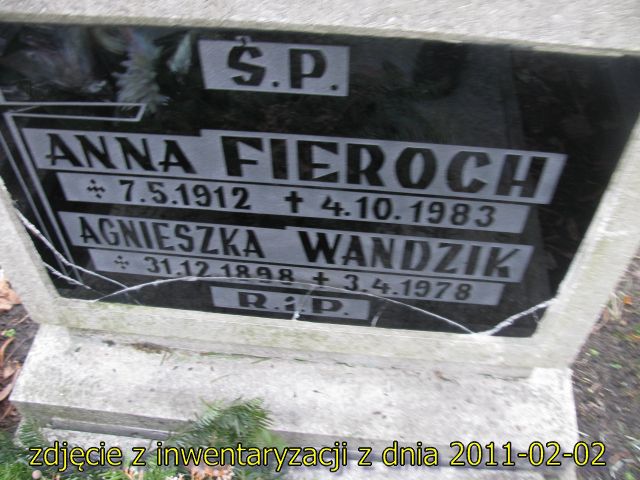 Ś.P.
ANNA FIEROCH
* 7.5.1912 † 4.10.1983
AGNIESZKA WANDZIK
* 31.12.1898 † 3.4.1978
R.i P.
zdjęcie z inwentaryzacji z dnia 2011-02-02